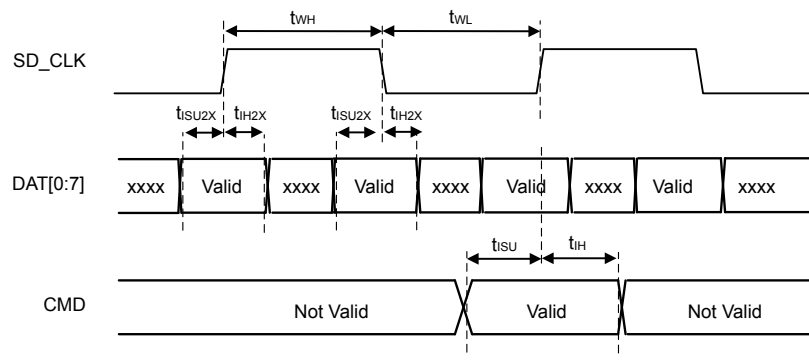 tWH tWL
SD_CLK
tISU2X tIH2X tISU2X tIH2X
DAT[0:7] xxxx Valid xxxx Valid xxxx Valid xxxx Valid xxxx
tISU tIH
CMD Not Valid Valid Not Valid